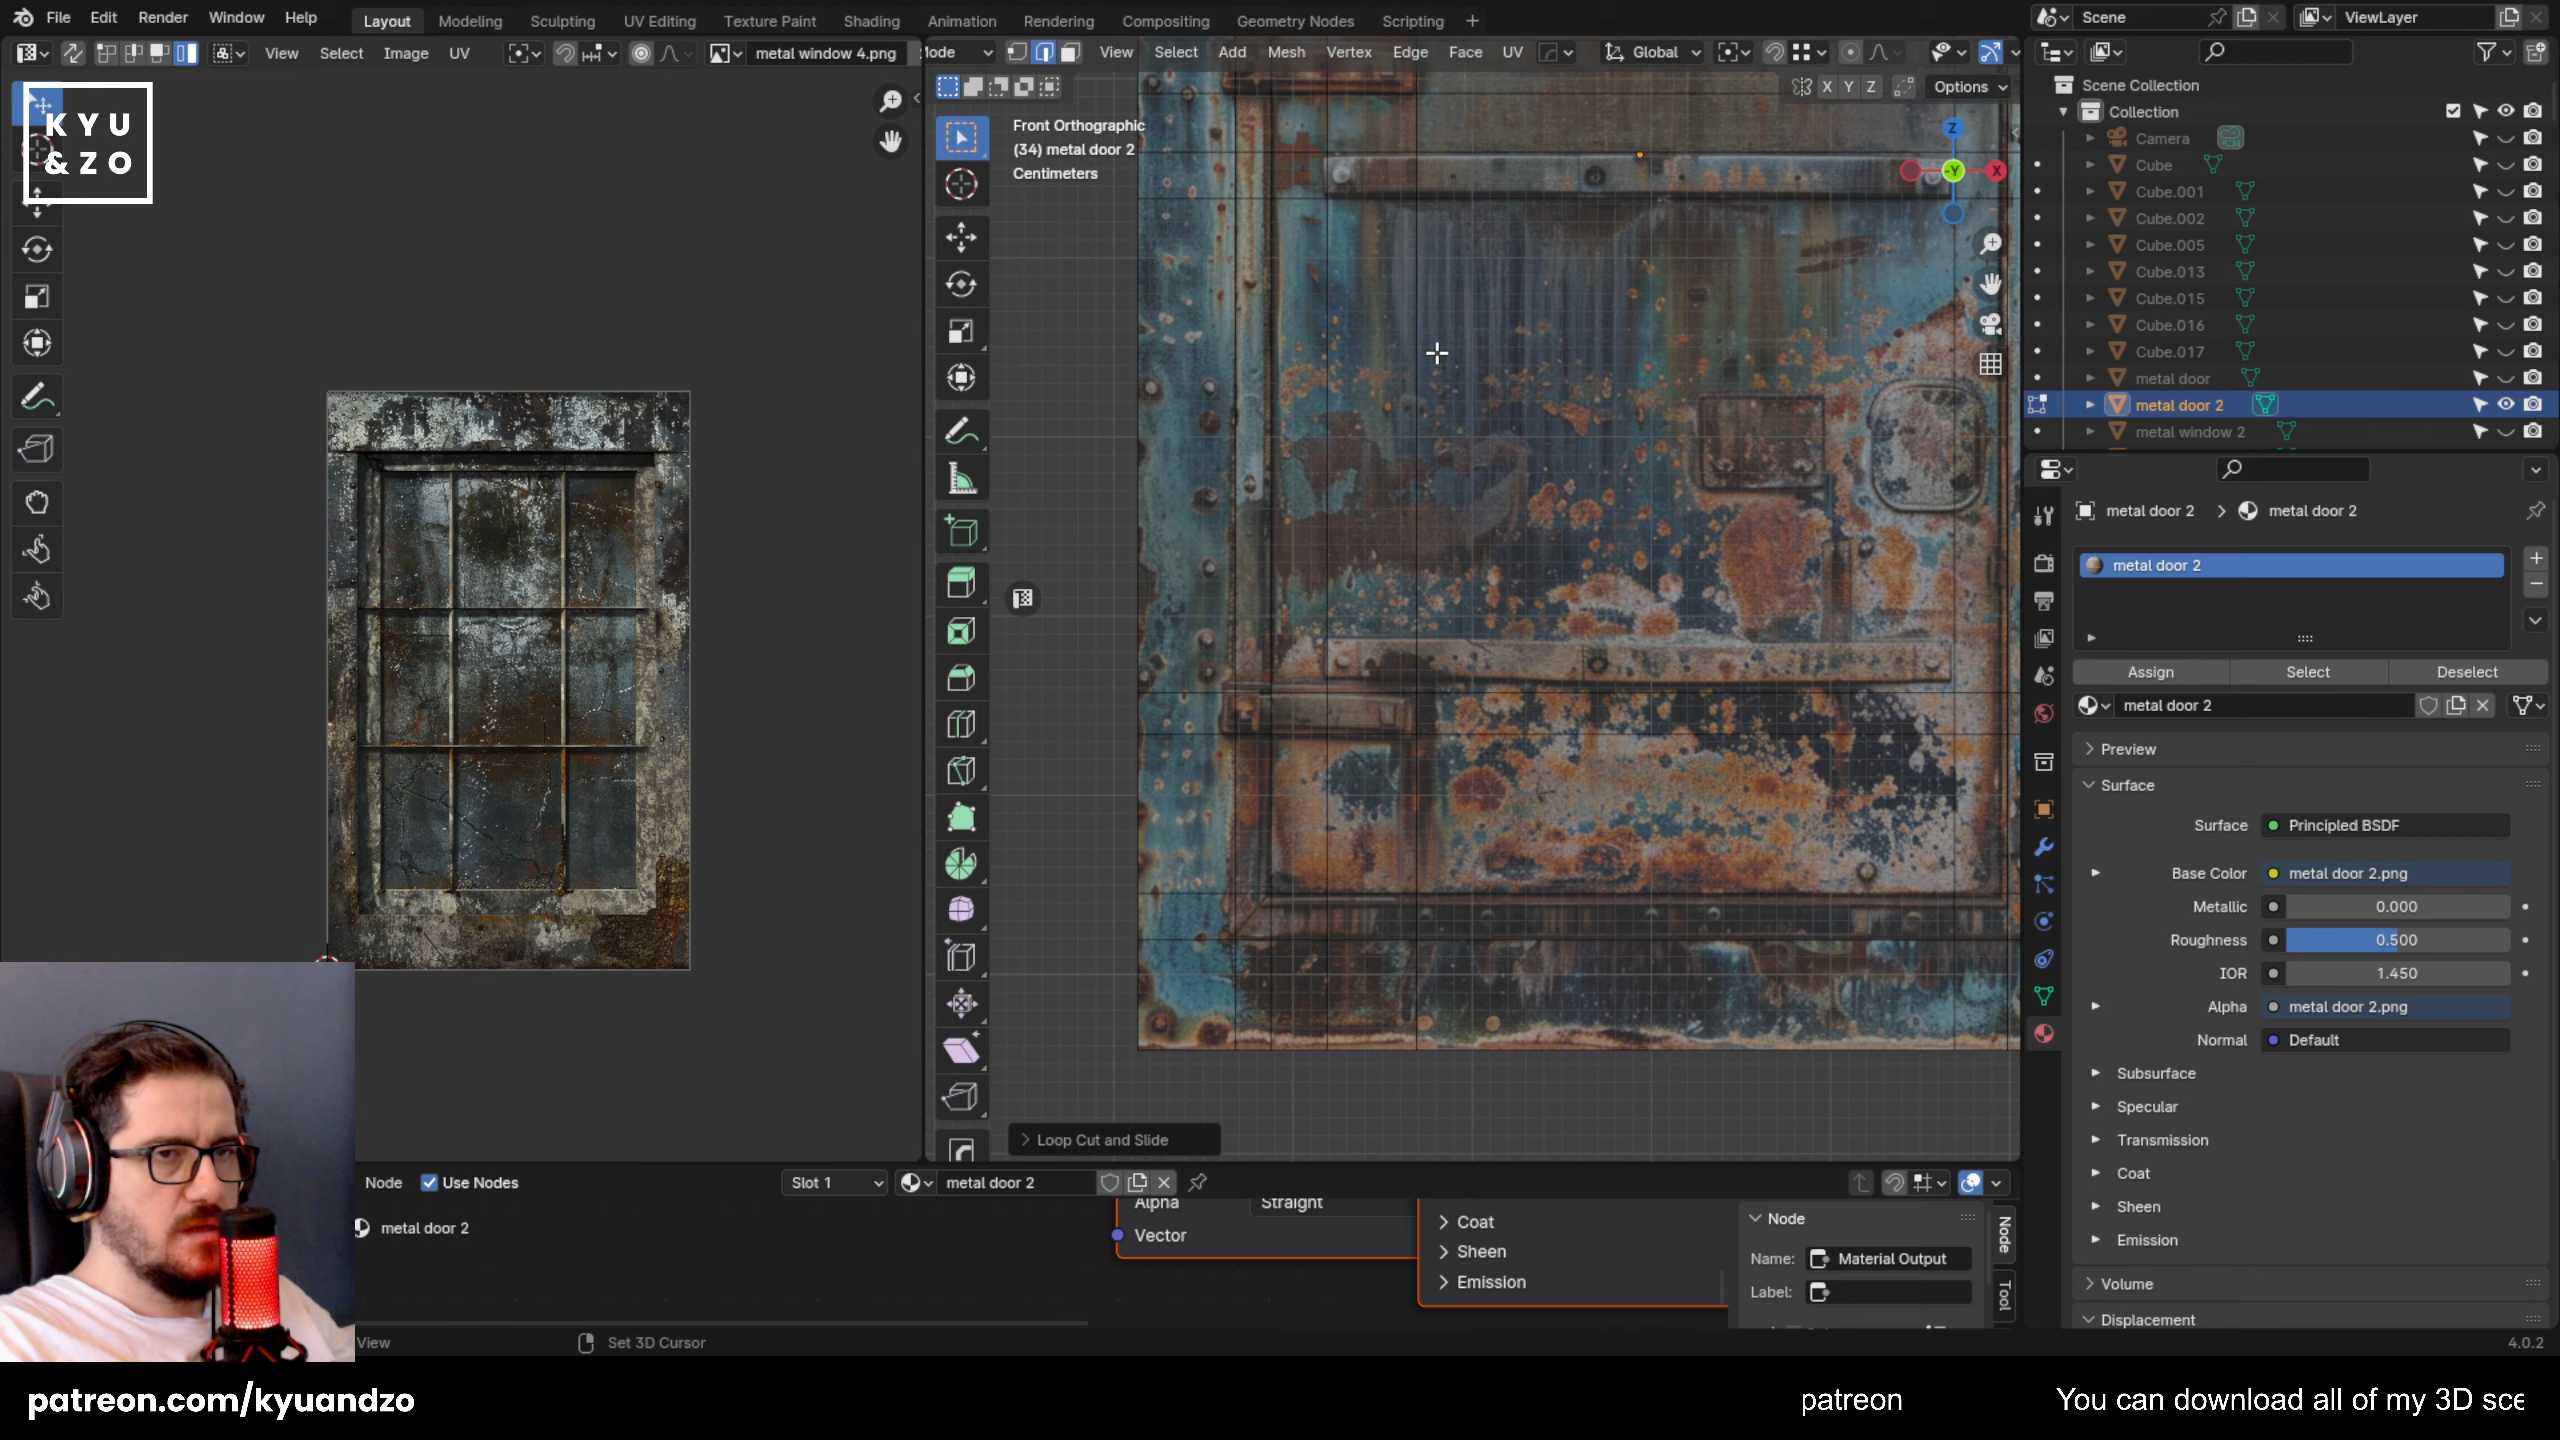 File Edit Render Window Help
Layout Modeling Sculpting UV Editing Texture Paint Shading Animation Rendering Compositing Geometry Nodes Scripting +
Scene
ViewLayer
View Select Image UV
metal window 4.png
Mode
View Select Add Mesh Vertex Edge Face UV
Global
X Y Z
Options
KYU
&ZO
Front Orthographic
(34) metal door 2
Centimeters
Z
-Y
X
Scene Collection
Collection
Camera
Cube
Cube.001
Cube.002
Cube.005
Cube.013
Cube.015
Cube.016
Cube.017
metal door
metal door 2
metal window 2
metal door 2 > metal door 2
metal door 2
Assign Select Deselect
metal door 2
Preview
Surface
Surface Principled BSDF
Base Color metal door 2.png
Metallic 0.000
Roughness 0.500
IOR 1.450
Alpha metal door 2.png
Normal Default
Subsurface
Specular
Transmission
Coat
Sheen
Emission
Volume
Displacement
Loop Cut and Slide
Node Use Nodes
Slot 1
metal door 2
metal door 2
Alpha Straight
Vector
Coat
Sheen
Emission
Node
Name: Material Output
Label:
Node
Tool
View
Set 3D Cursor
4.0.2
patreon.com/kyuandzo
patreon
You can download all of my 3D sce